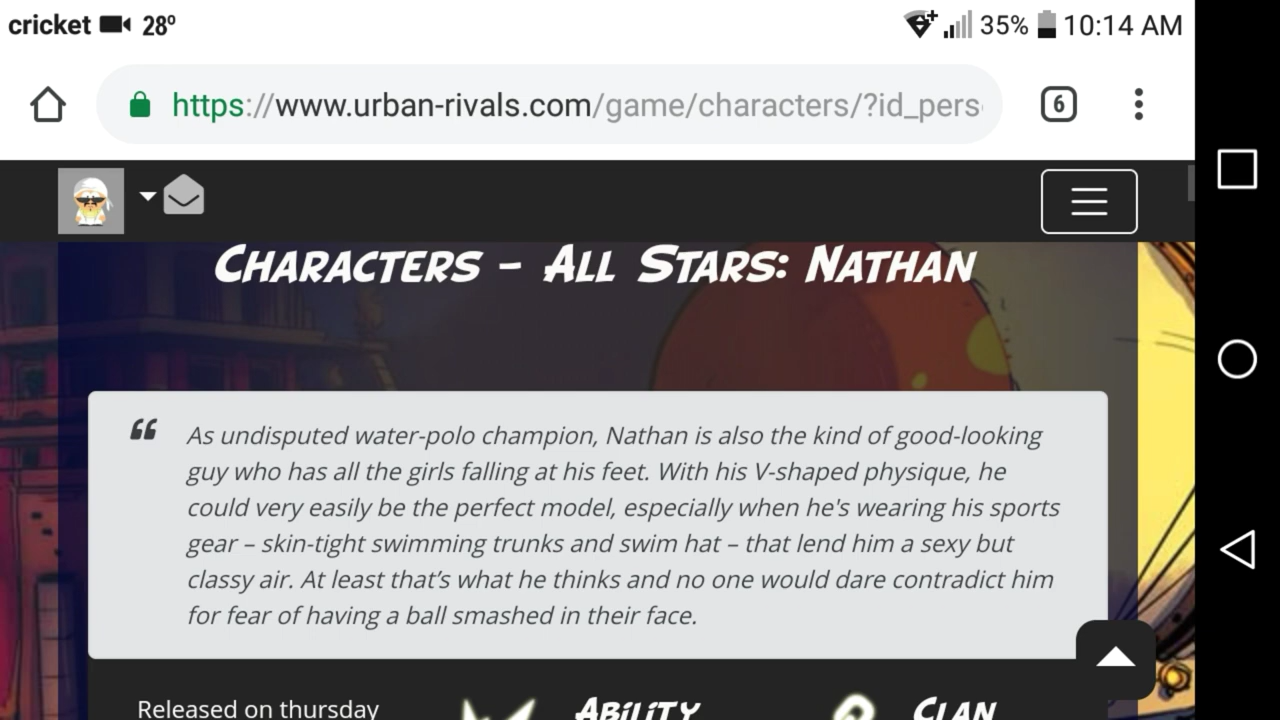 cricket 28° 35% 10:14 AM
https://www.urban-rivals.com/game/characters/?id_pers 6
CHARACTERS - ALL STARS: NATHAN
“ As undisputed water-polo champion, Nathan is also the kind of good-looking
guy who has all the girls falling at his feet. With his V-shaped physique, he
could very easily be the perfect model, especially when he's wearing his sports
gear – skin-tight swimming trunks and swim hat – that lend him a sexy but
classy air. At least that’s what he thinks and no one would dare contradict him
for fear of having a ball smashed in their face.
Released on thursday ABILITY CLAN